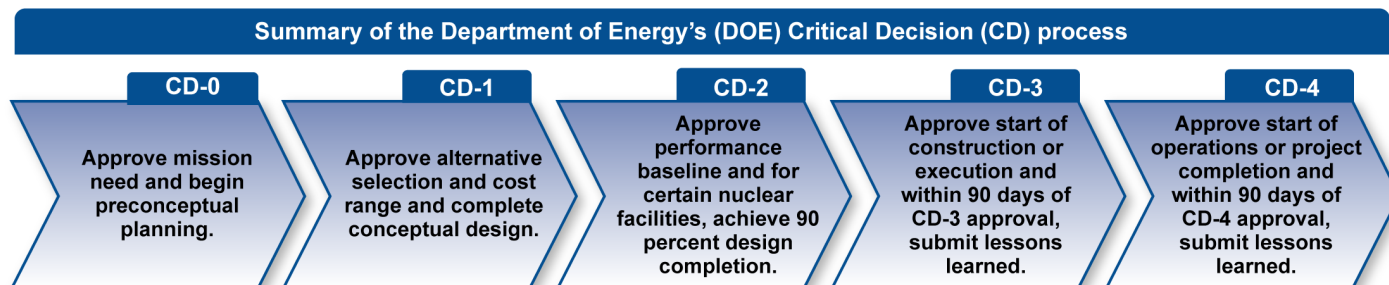 Summary of the Department of Energy's (DOE) Critical Decision (CD) process
CD-0
Approve mission
need and begin
preconceptual
planning.
CD-1
Approve alternative
selection and cost
range and complete
conceptual design.
CD-2
Approve
performance
baseline and for
certain nuclear
facilities, achieve 90
percent design
completion.
CD-3
Approve start of
construction or
execution and
within 90 days of
CD-3 approval,
submit lessons
learned.
CD-4
Approve start of
operations or project
completion and
within 90 days of
CD-4 approval,
submit lessons
learned.